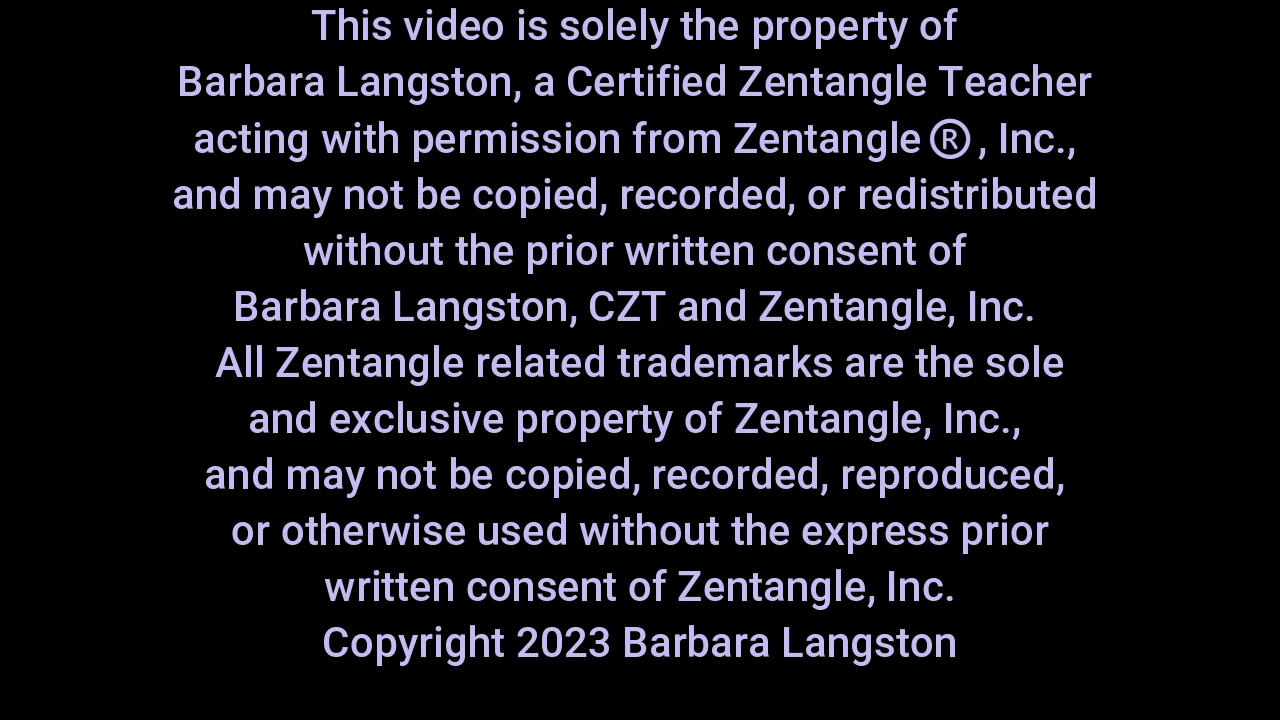 This video is solely the property of
Barbara Langston, a Certified Zentangle Teacher
acting with permission from Zentangle®, Inc.,
and may not be copied, recorded, or redistributed
without the prior written consent of
Barbara Langston, CZT and Zentangle, Inc.
All Zentangle related trademarks are the sole
and exclusive property of Zentangle, Inc.,
and may not be copied, recorded, reproduced,
or otherwise used without the express prior
written consent of Zentangle, Inc.
Copyright 2023 Barbara Langston